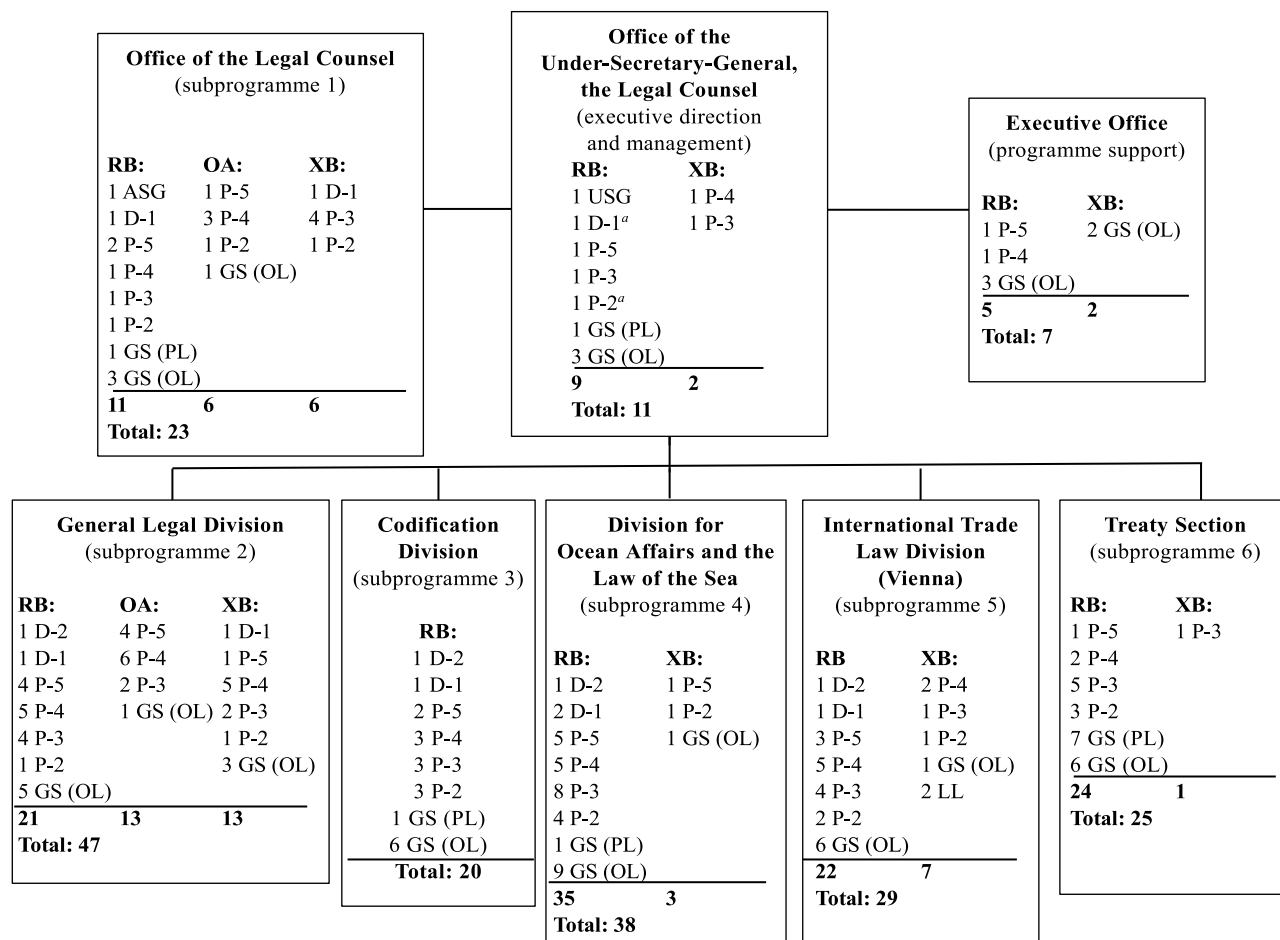 Office of the Legal Counsel
(subprogramme 1)
RB: OA: XB:
1 ASG 1 P-5 1 D-1
1 D-1 3 P-4 4 P-3
2 P-5 1 P-2 1 P-2
1 P-4 1 GS (OL)
1 P-3
1 P-2
1 GS (PL)
3 GS (OL)
11 6 6
Total: 23
Office of the
Under-Secretary-General,
the Legal Counsel
(executive direction
and management)
RB: XB:
1 USG 1 P-4
1 D-1a 1 P-3
1 P-5
1 P-3
1 P-2a
1 GS (PL)
3 GS (OL)
9 2
Total: 11
Executive Office
(programme support)
RB: XB:
1 P-5 2 GS (OL)
1 P-4
3 GS (OL)
5 2
Total: 7
General Legal Division
(subprogramme 2)
RB: OA: XB:
1 D-2 4 P-5 1 D-1
1 D-1 6 P-4 1 P-5
4 P-5 2 P-3 5 P-4
5 P-4 1 GS (OL) 2 P-3
4 P-3 1 P-2
1 P-2 3 GS (OL)
5 GS (OL)
21 13 13
Total: 47
Codification
Division
(subprogramme 3)
RB:
1 D-2
1 D-1
2 P-5
3 P-4
3 P-3
3 P-2
1 GS (PL)
6 GS (OL)
Total: 20
Division for
Ocean Affairs and the
Law of the Sea
(subprogramme 4)
RB: XB:
1 D-2 1 P-5
2 D-1 1 P-2
5 P-5 1 GS (OL)
5 P-4
8 P-3
4 P-2
1 GS (PL)
9 GS (OL)
35 3
Total: 38
International Trade
Law Division
(Vienna)
(subprogramme 5)
RB XB:
1 D-2 2 P-4
1 D-1 1 P-3
3 P-5 1 P-2
5 P-4 1 GS (OL)
4 P-3 2 LL
2 P-2
6 GS (OL)
22 7
Total: 29
Treaty Section
(subprogramme 6)
RB: XB:
1 P-5 1 P-3
2 P-4
5 P-3
3 P-2
7 GS (PL)
6 GS (OL)
24 1
Total: 25